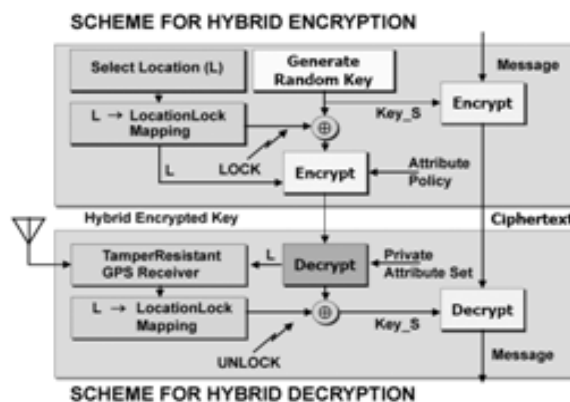 SCHEME FOR HYBRID ENCRYPTION
Select Location (L)
Generate
Random Key
Message
L → LocationLock
Mapping
⊕
Key_S
Encrypt
LOCK
L
Encrypt
Attribute
Policy
Hybrid Encrypted Key
Ciphertext
TamperResistant
GPS Receiver
L
Decrypt
Private
Attribute Set
L → LocationLock
Mapping
⊕
Key_S
Decrypt
UNLOCK
Message
SCHEME FOR HYBRID DECRYPTION